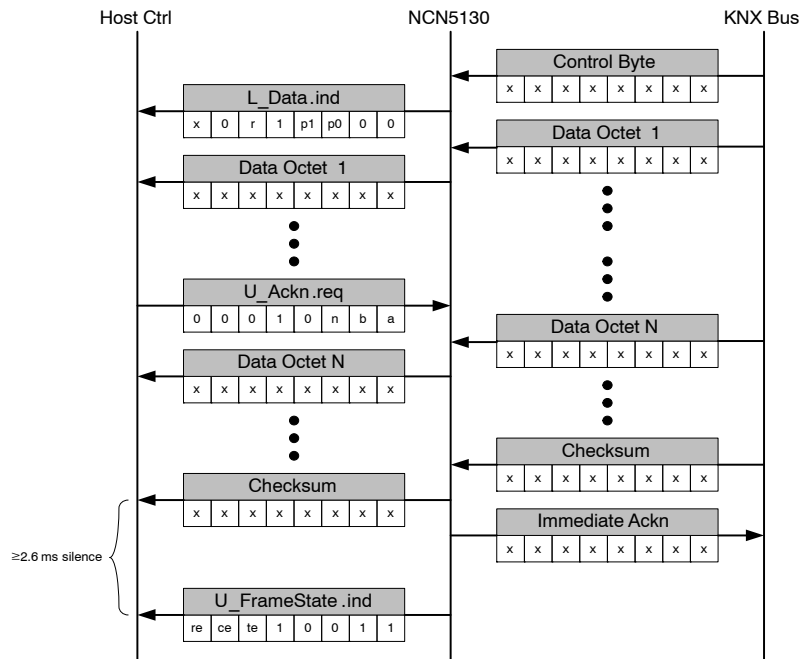 Host Ctrl NCN5130 KNX Bus
Control Byte
x x x x x x x x
L_Data.ind
x 0 r 1 p1 p0 0 0
Data Octet 1
x x x x x x x x
Data Octet 1
x x x x x x x x
U_Ackn.req
0 0 0 1 0 n b a
Data Octet N
x x x x x x x x
Data Octet N
x x x x x x x x
Checksum
x x x x x x x x
Checksum
x x x x x x x x
Immediate Ackn
x x x x x x x x
≥2.6 ms silence
U_FrameState.ind
re ce te 1 0 0 1 1